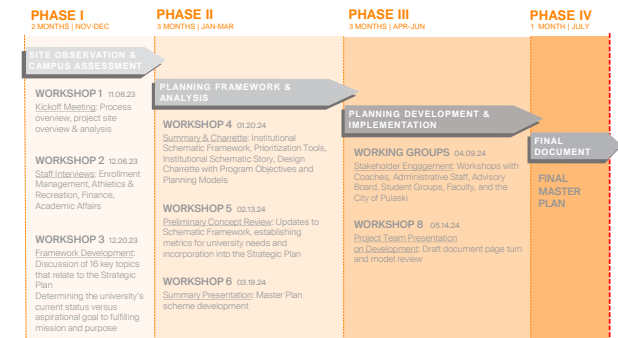 PHASE I
2 MONTHS | NOV-DEC
SITE OBSERVATION &
CAMPUS ASSESSMENT
WORKSHOP 1 11.08.23
Kickoff Meeting: Process
overview, project site
overview & analysis
WORKSHOP 2 12.06.23
Staff Interviews: Enrollment
Management, Athletics &
Recreation, Finance,
Academic Affairs
WORKSHOP 3 12.20.23
Framework Development:
Discussion of 16 key topics
that relate to the Strategic
Plan
Determining the university's
current status versus
aspirational goal to fulfilling
mission and purpose
PHASE II
3 MONTHS | JAN-MAR
PLANNING FRAMEWORK &
ANALYSIS
WORKSHOP 4 01.20.24
Summary & Charrette: Institutional
Schematic Framework, Prioritization Tools,
Institutional Schematic Story, Design
Charrette with Program Objectives and
Planning Models
WORKSHOP 5 02.13.24
Preliminary Concept Review: Updates to
Schematic Framework, establishing
metrics for university needs and
incorporation into the Strategic Plan
WORKSHOP 6 03.19.24
Summary Presentation: Master Plan
scheme development
PHASE III
3 MONTHS | APR-JUN
PLANNING DEVELOPMENT &
IMPLEMENTATION
WORKING GROUPS 04.09.24
Stakeholder Engagement: Workshops with
Coaches, Administrative Staff, Advisory
Board, Student Groups, Faculty, and the
City of Pulaski
WORKSHOP 8 05.14.24
Project Team Presentation
on Development: Draft document page turn
and model review
PHASE IV
1 MONTH | JULY
FINAL
DOCUMENT
FINAL
MASTER
PLAN